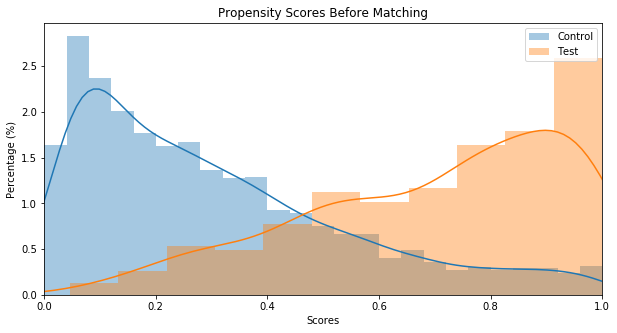 Propensity Scores Before Matching
Control
Test
Percentage (%)
2.5
2.0
1.5
1.0
0.5
0.0
0.0 0.2 0.4 0.6 0.8 1.0
Scores